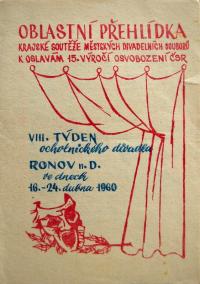 OBLASTNÍ PŘEHLÍDKA
KRAJSKÉ SOUTĚŽE MĚSTSKÝCH DIVADELNÍCH SOUBORŮ
K OSLAVÁM 15. VÝROČÍ OSVOBOZENÍ ČSR
VIII. TÝDEN
ochotnického divadla
RONOV n. D.
ve dnech
16.-24. dubna 1960